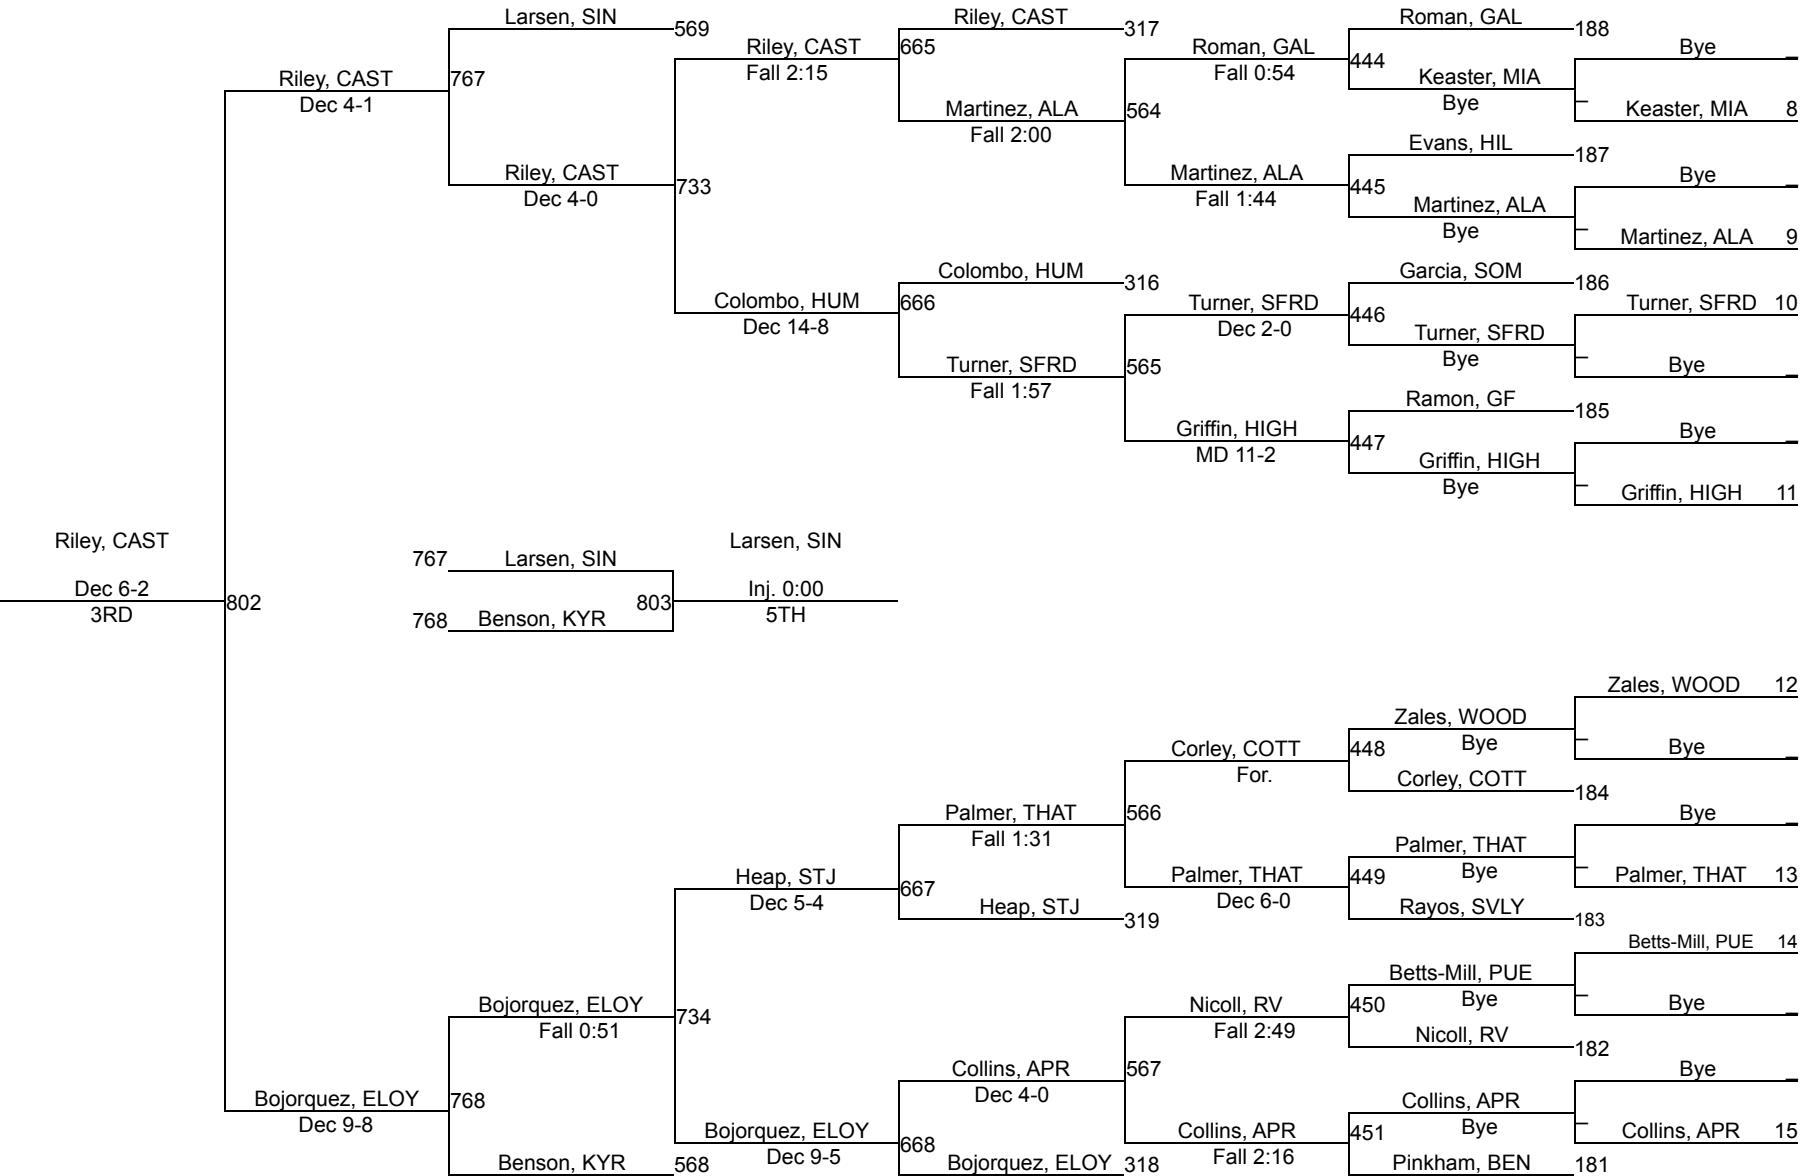 Larsen, SIN
569
Riley, CAST
Dec 4-1
767
Riley, CAST
Dec 4-0
733
Riley, CAST
Fall 2:15
665
Riley, CAST
317
Martinez, ALA
Fall 2:00
564
Roman, GAL
Fall 0:54
444
Roman, GAL
188
Keaster, MIA
Bye
Bye
Keaster, MIA 8
Martinez, ALA
Fall 1:44
445
Evans, HIL
187
Martinez, ALA
Bye
Bye
Martinez, ALA 9
Colombo, HUM
Dec 14-8
666
Colombo, HUM
316
Turner, SFRD
Fall 1:57
565
Turner, SFRD
Dec 2-0
446
Garcia, SOM
186
Turner, SFRD
Bye
Turner, SFRD 10
Bye
Griffin, HIGH
MD 11-2
447
Ramon, GF
185
Griffin, HIGH
Bye
Bye
Griffin, HIGH 11
Riley, CAST
Dec 6-2
3RD
802
767 Larsen, SIN
768 Benson, KYR
803
Larsen, SIN
Inj. 0:00
5TH
Zales, WOOD 12
Bye
Zales, WOOD
Bye
448
Corley, COTT
184
Corley, COTT
For.
566
Palmer, THAT
Fall 1:31
Bye
Palmer, THAT 13
Palmer, THAT
Bye
449
Rayos, SVLY
183
Palmer, THAT
Dec 6-0
Heap, STJ
Dec 5-4
667
Heap, STJ
319
Betts-Mill, PUE 14
Bye
Betts-Mill, PUE
Bye
450
Nicoll, RV
182
Nicoll, RV
Fall 2:49
567
Collins, APR
Dec 4-0
Bye
Collins, APR 15
Collins, APR
Bye
451
Pinkham, BEN
181
Collins, APR
Fall 2:16
Bojorquez, ELOY
Fall 0:51
734
Bojorquez, ELOY
Dec 9-5
668
Bojorquez, ELOY
318
Bojorquez, ELOY
Dec 9-8
768
Benson, KYR
568